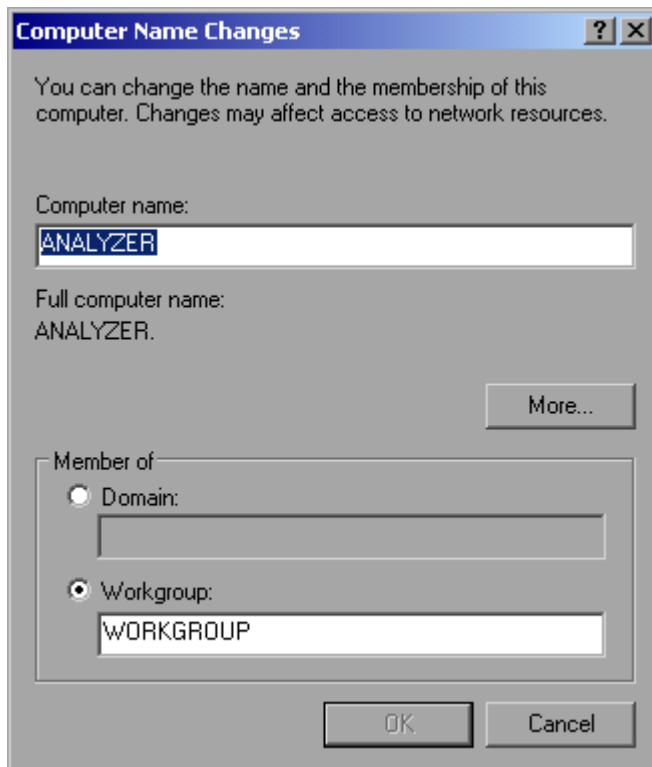 Computer Name Changes
You can change the name and the membership of this
computer. Changes may affect access to network resources.
Computer name:
ANALYZER
Full computer name:
ANALYZER.
More...
Member of
Domain:
Workgroup:
WORKGROUP
OK
Cancel